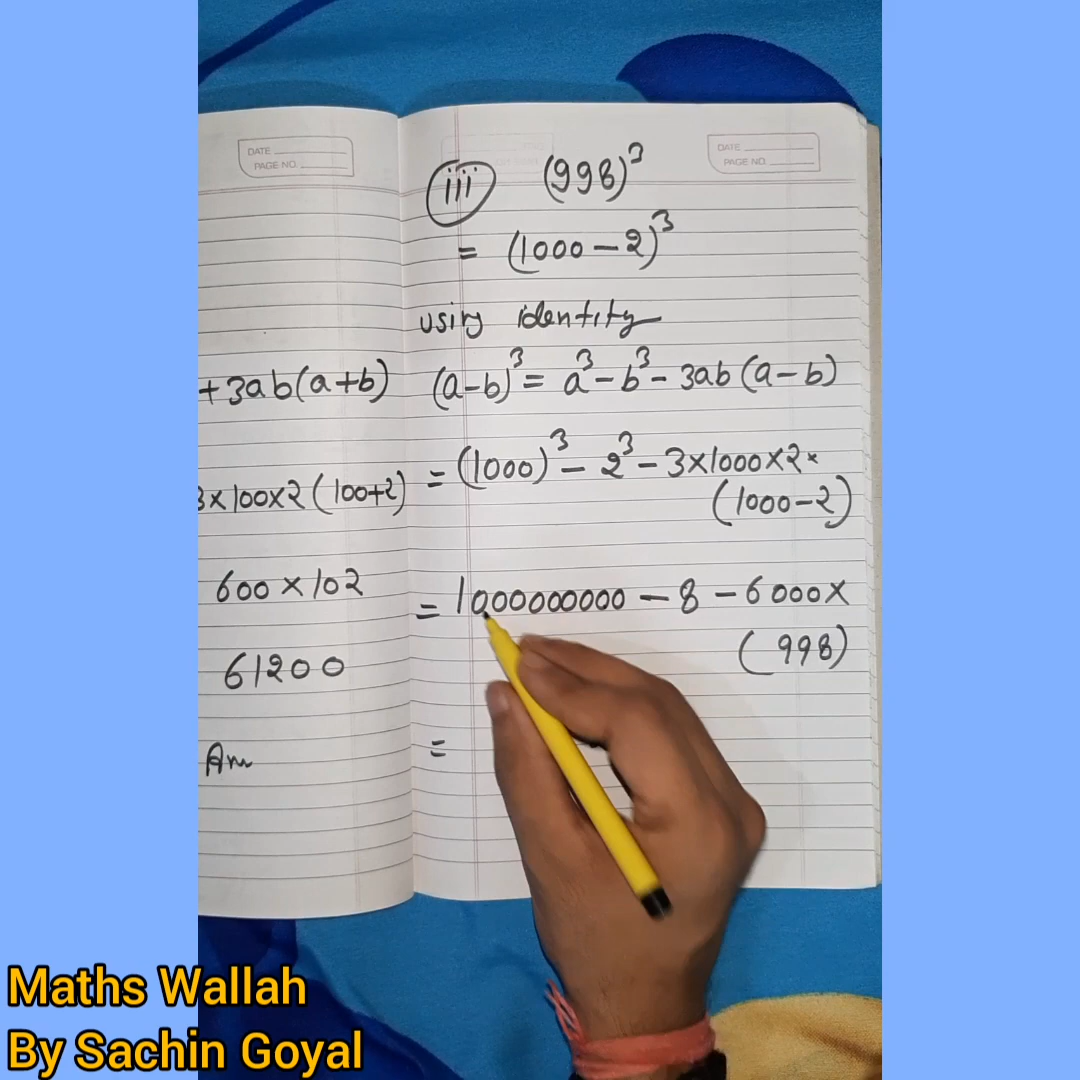 DATE
PAGE NO.
+3ab(a+b)
3×100×2(100+2)
600×102
61200
Ans
DATE
PAGE NO.
iii (998)³
= (1000-2)³
using identity
(a-b)³= a³-b³-3ab(a-b)
= (1000)³-2³-3×1000×2×
(1000-2)
= 1000000000-8-6000×
(998)
=
Maths Wallah
By Sachin Goyal